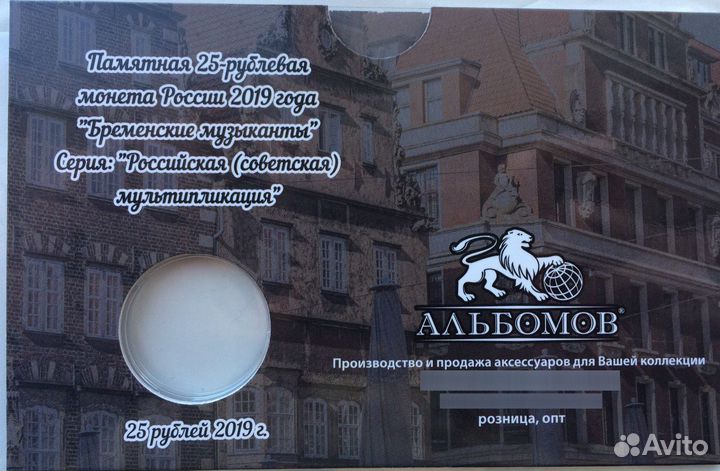 Памятная 25-рублевая
монета России 2019 года
"Бременские музыканты"
Серия: "Российская (советская)
мультипликация"
25 рублей 2019 г.
АЛЬБОМОВ®
Производство и продажа аксессуаров для Вашей коллекции
розница, опт
Avito